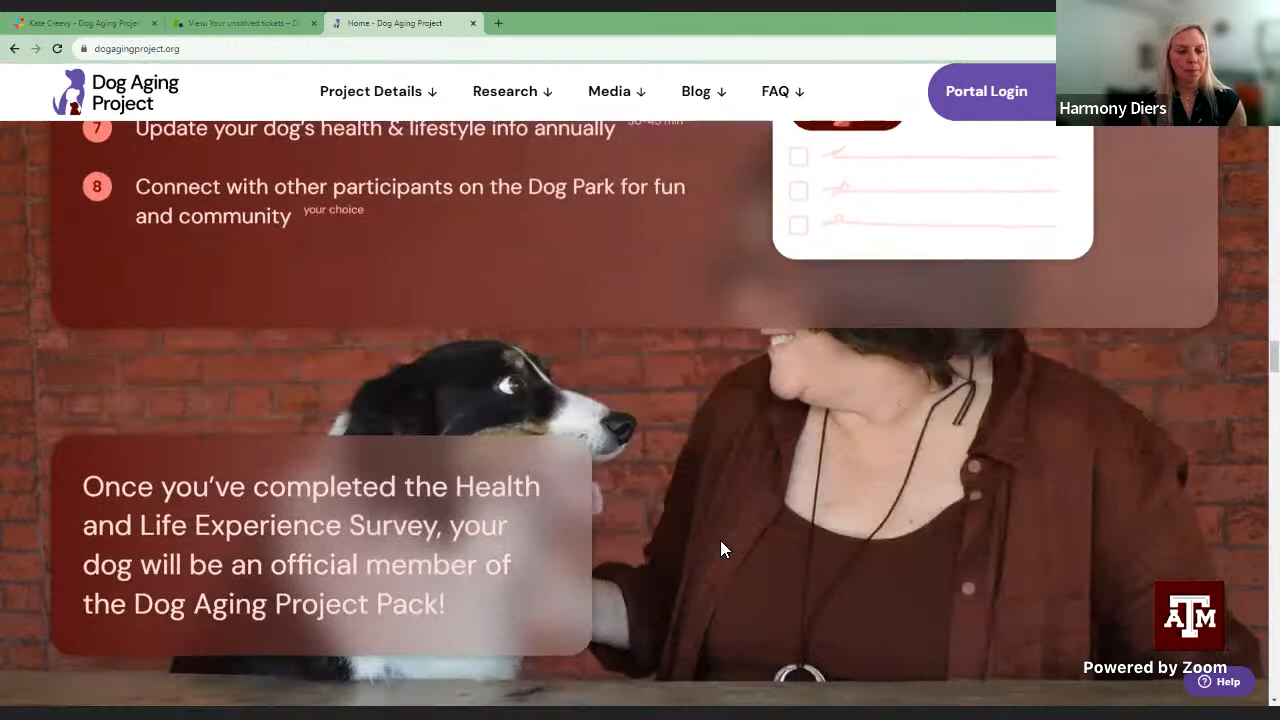 Kate Creevy - Dog Aging Projec
View: Your unsolved tickets – D
Home - Dog Aging Project
dogagingproject.org
Dog Aging
Project
Project Details
Research
Media
Blog
FAQ
Portal Login
Harmony Diers
7 Update your dog's health & lifestyle info annually
8 Connect with other participants on the Dog Park for fun
and community your choice
Once you've completed the Health
and Life Experience Survey, your
dog will be an official member of
the Dog Aging Project Pack!
ATM
Powered by Zoom
Help